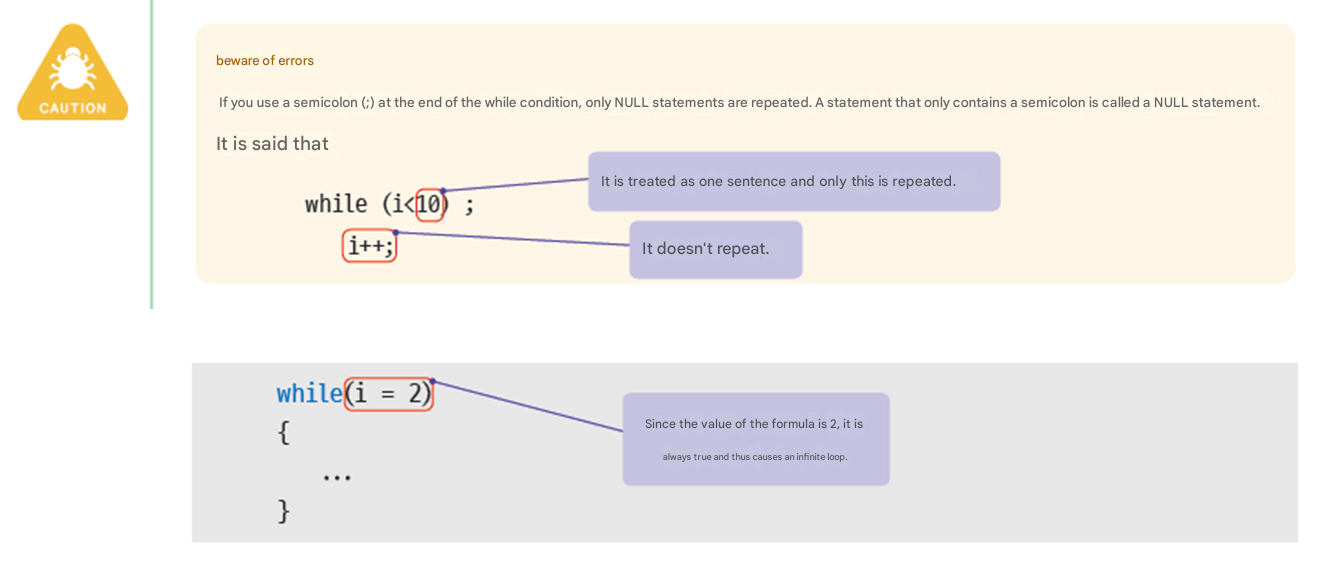 CAUTION
beware of errors
If you use a semicolon (;) at the end of the while condition, only NULL statements are repeated. A statement that only contains a semicolon is called a NULL statement.
It is said that
It is treated as one sentence and only this is repeated.
while (i<10) ;
i++;
It doesn't repeat.
while(i = 2)
{
...
}
Since the value of the formula is 2, it is
always true and thus causes an infinite loop.